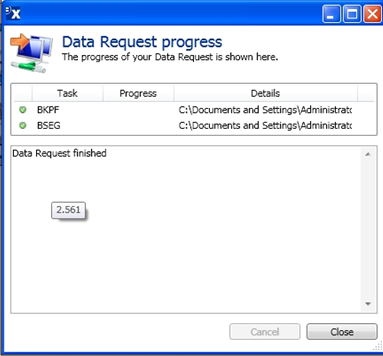 Data Request progress
The progress of your Data Request is shown here.
Task Progress Details
BKPF C:\Documents and Settings\Administrato
BSEG C:\Documents and Settings\Administrato
Data Request finished
2.561
Cancel Close